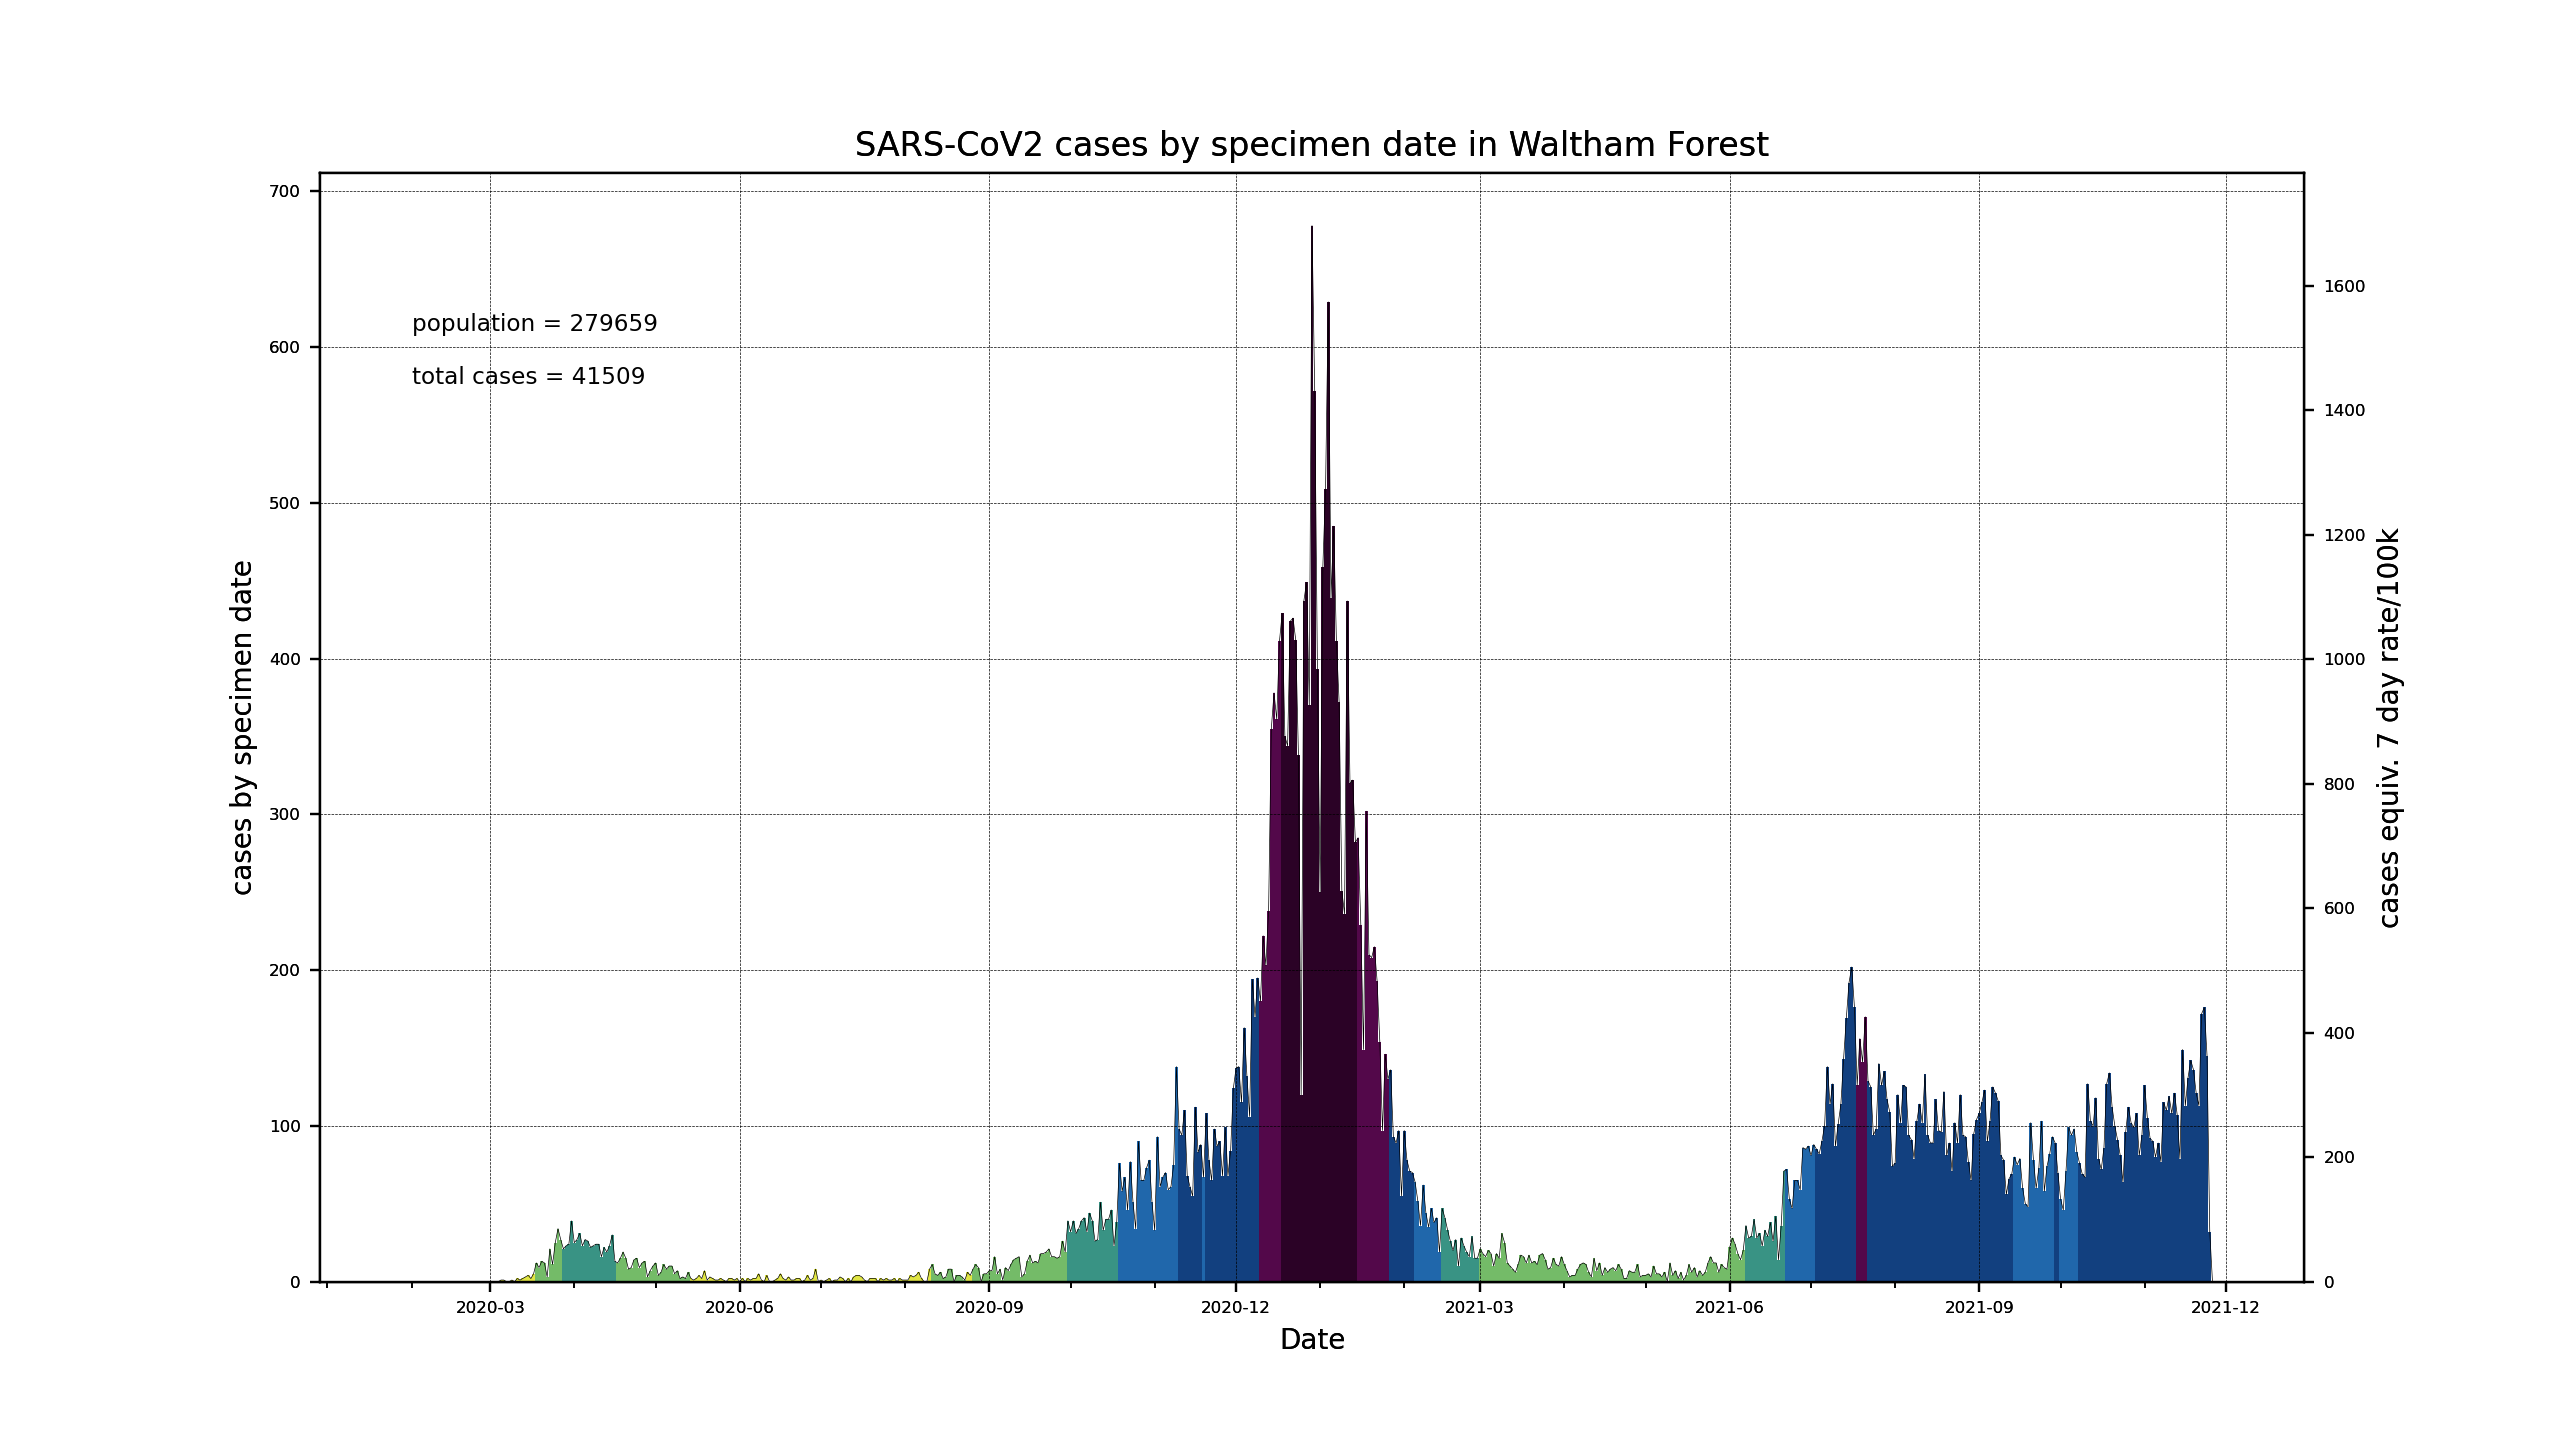 SARS-CoV2 cases by specimen date in Waltham Forest
population = 279659
total cases = 41509
cases by specimen date
700
600
500
400
300
200
100
0
cases equiv. 7 day rate/100k
1600
1400
1200
1000
800
600
400
200
0
2020-03 2020-06 2020-09 2020-12 2021-03 2021-06 2021-09 2021-12
Date